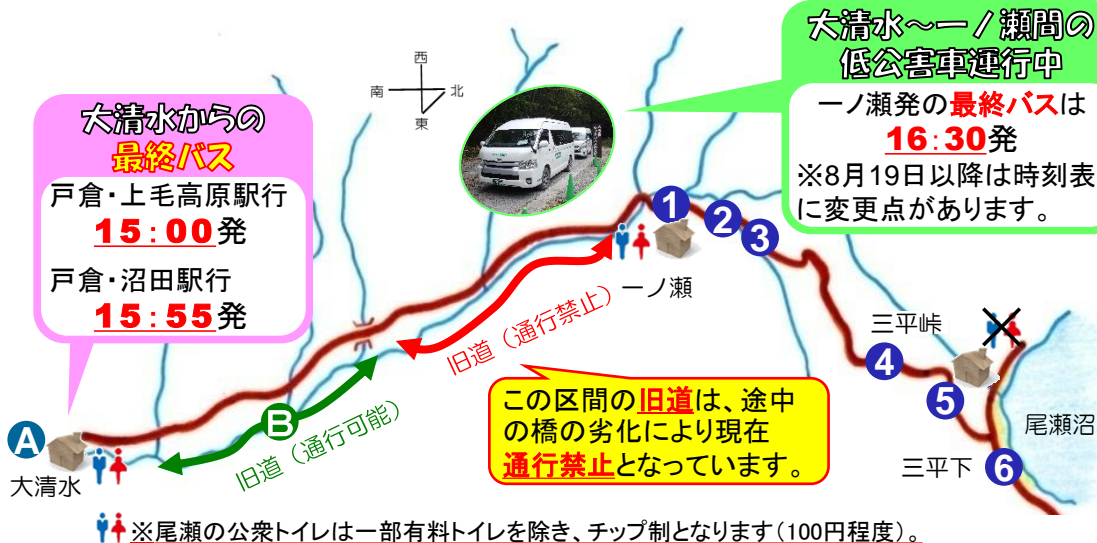 大清水からの
最終バス
戸倉・上毛高原駅行
15:00発
戸倉・沼田駅行
15:55発
西
南
北
東
大清水～一ノ瀬間の
低公害車運行中
一ノ瀬発の最終バスは
16:30発
※8月19日以降は時刻表
に変更点があります。
1
2
3
一ノ瀬
旧道（通行禁止）
三平峠
4
5
尾瀬沼
三平下
6
この区間の旧道は、途中
の橋の劣化により現在
通行禁止となっています。
B
旧道（通行可能）
A
大清水
※尾瀬の公衆トイレは一部有料トイレを除き、チップ制となります(100円程度)。